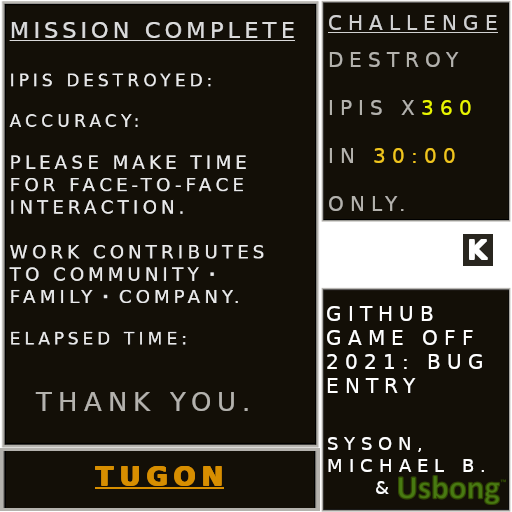 MISSION COMPLETE
IPIS DESTROYED:
ACCURACY:
PLEASE MAKE TIME
FOR FACE-TO-FACE
INTERACTION.
WORK CONTRIBUTES
TO COMMUNITY ·
FAMILY · COMPANY.
ELAPSED TIME:
THANK YOU.
TUGON
CHALLENGE
DESTROY
IPIS X360
IN 30:00
ONLY.
K
GITHUB
GAME OFF
2021: BUG
ENTRY
SYSON,
MICHAEL B.
& Usbong™